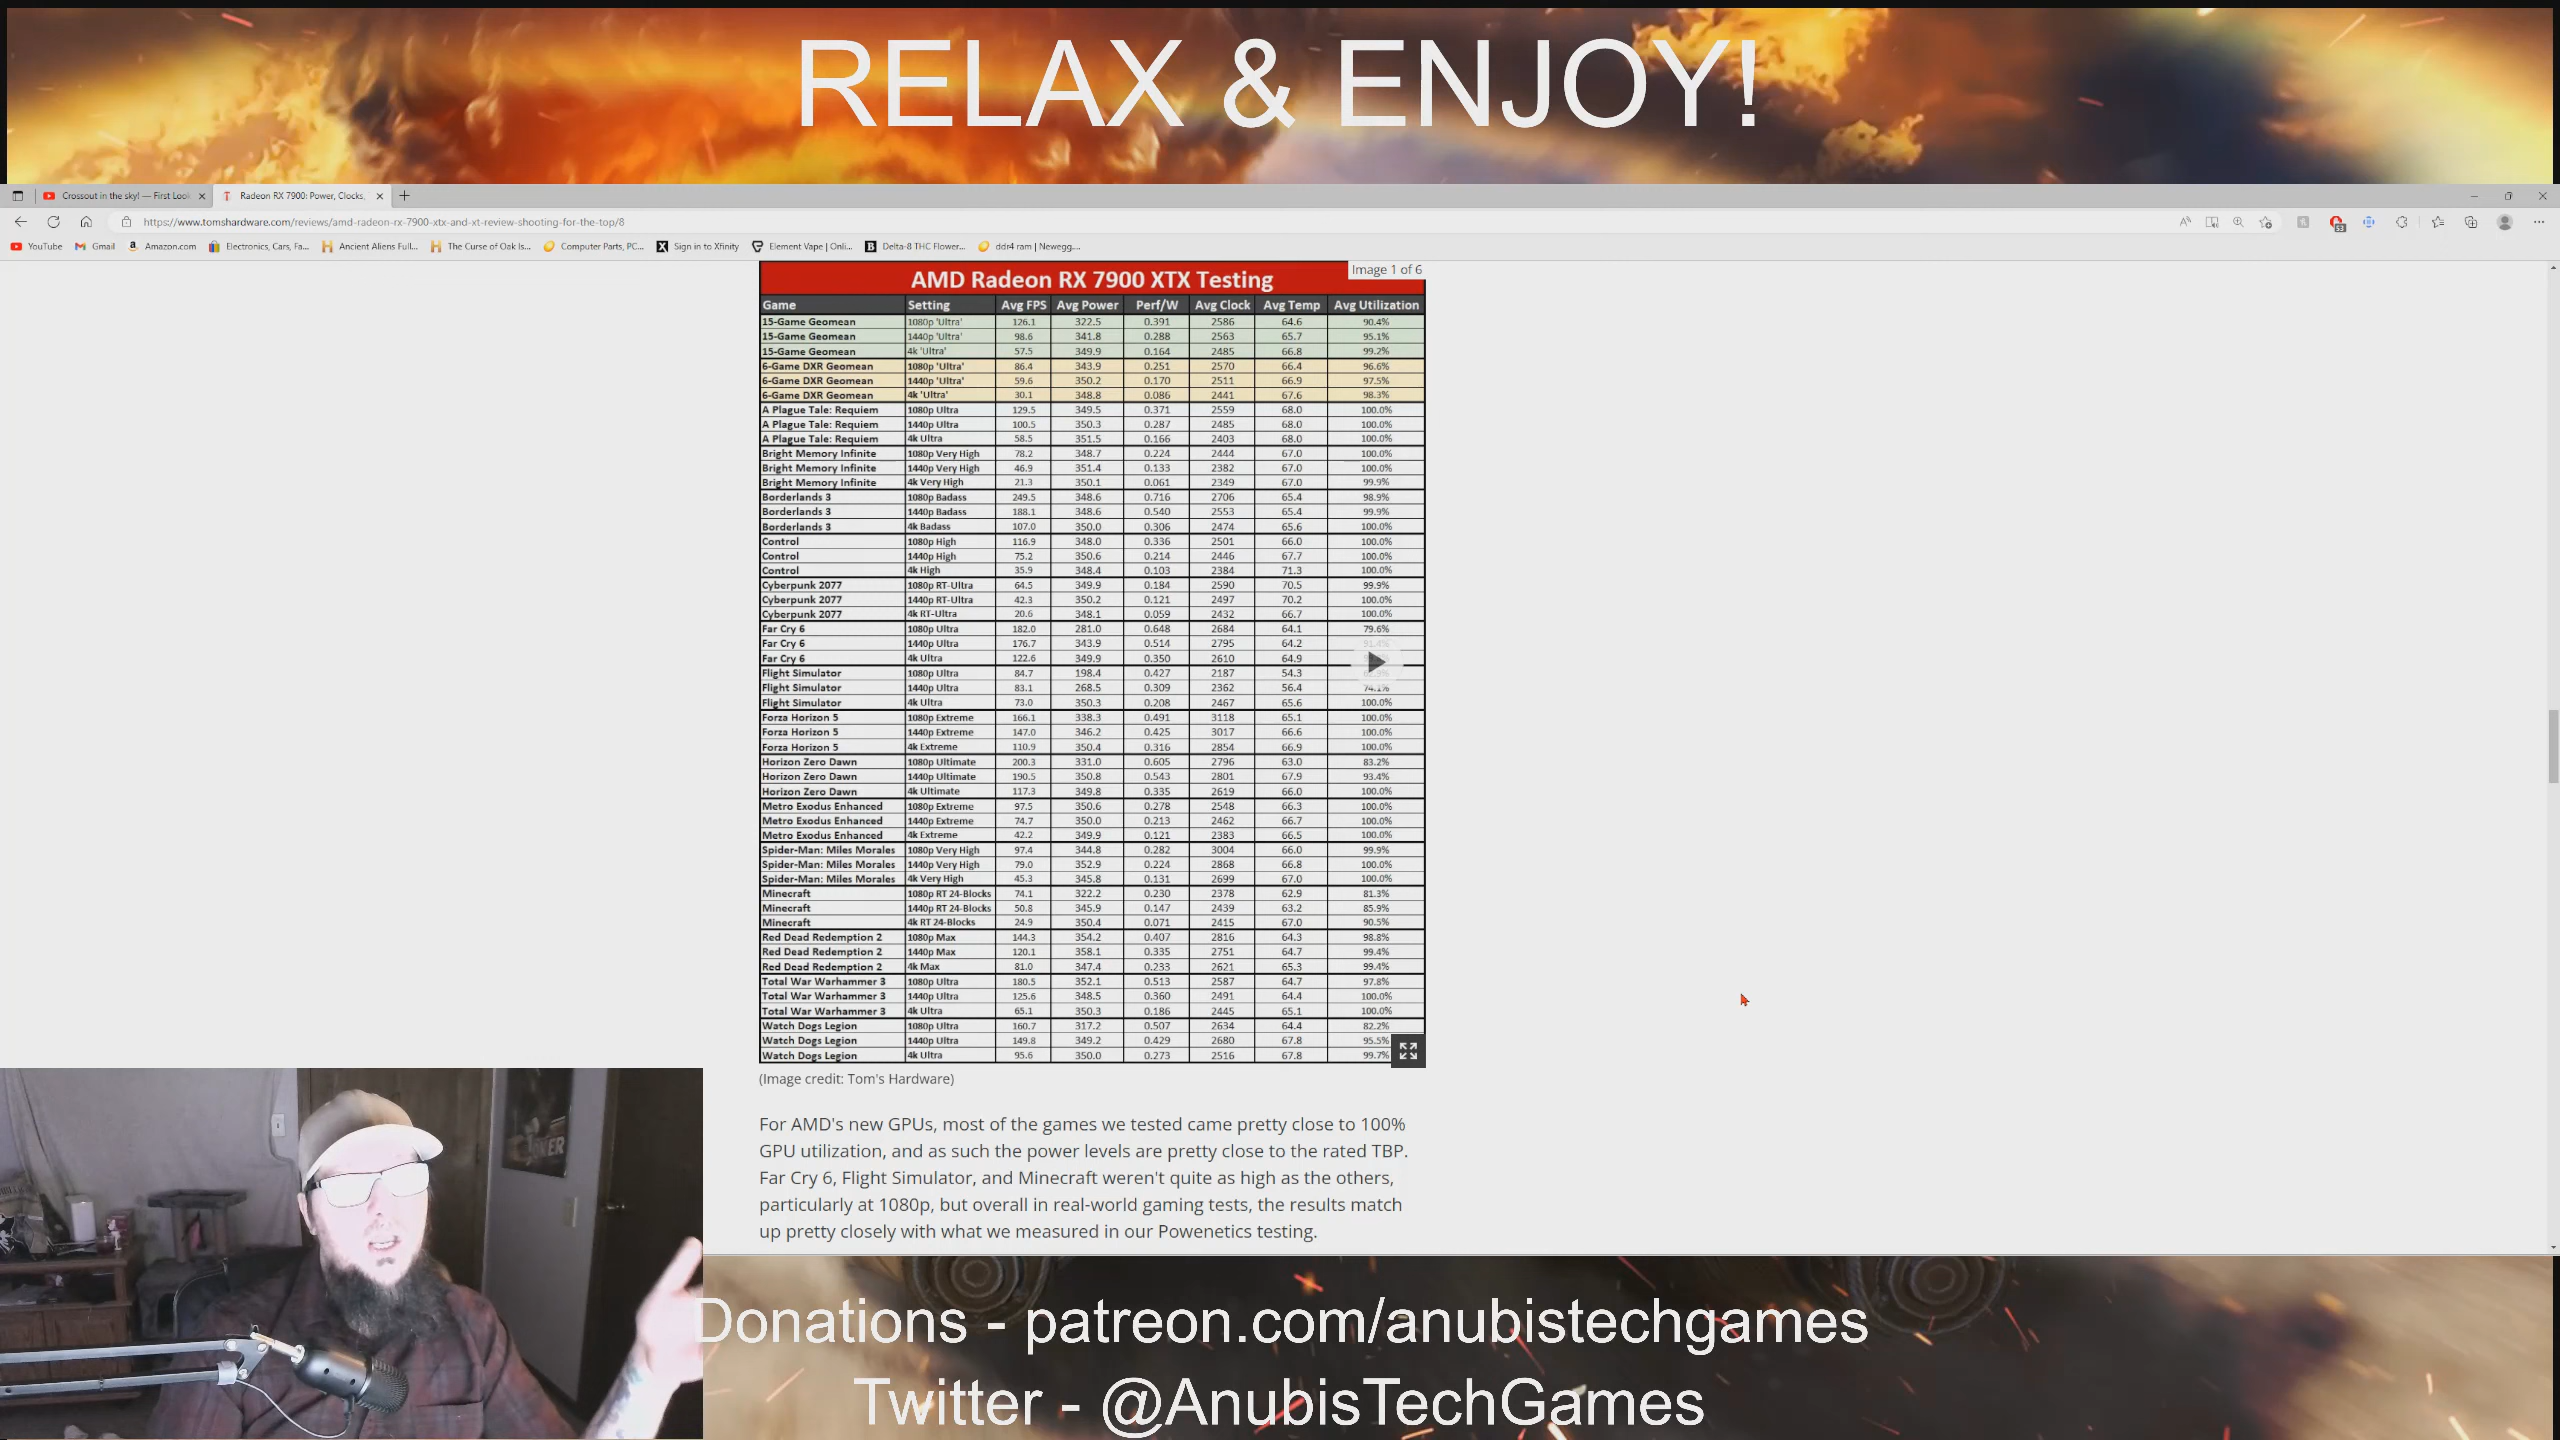 RELAX & ENJOY!
Crossout in the sky! — First Look
Radeon RX 7900: Power, Clocks,
https://www.tomshardware.com/reviews/amd-radeon-rx-7900-xtx-and-xt-review-shooting-for-the-top/8
YouTube Gmail Amazon.com Electronics, Cars, Fa... Ancient Aliens Full... The Curse of Oak Is... Computer Parts, PC... Sign in to Xfinity Element Vape | Onli... Delta-8 THC Flower... ddr4 ram | Newegg....
AMD Radeon RX 7900 XTX Testing
Image 1 of 6
Game Setting Avg FPS Avg Power Perf/W Avg Clock Avg Temp Avg Utilization
15-Game Geomean 1080p 'Ultra' 126.1 322.5 0.391 2586 64.6 90.4%
15-Game Geomean 1440p 'Ultra' 98.6 341.8 0.288 2563 65.7 95.1%
15-Game Geomean 4k 'Ultra' 57.5 349.9 0.164 2485 66.8 99.2%
6-Game DXR Geomean 1080p 'Ultra' 86.4 343.9 0.251 2570 66.4 96.6%
6-Game DXR Geomean 1440p 'Ultra' 59.6 350.2 0.170 2511 66.9 97.5%
6-Game DXR Geomean 4k 'Ultra' 30.1 348.8 0.086 2441 67.6 98.3%
A Plague Tale: Requiem 1080p Ultra 129.5 349.5 0.371 2559 68.0 100.0%
A Plague Tale: Requiem 1440p Ultra 100.5 350.3 0.287 2485 68.0 100.0%
A Plague Tale: Requiem 4k Ultra 58.5 351.5 0.166 2403 68.0 100.0%
Bright Memory Infinite 1080p Very High 78.2 348.7 0.224 2444 67.0 100.0%
Bright Memory Infinite 1440p Very High 46.9 351.4 0.133 2382 67.0 100.0%
Bright Memory Infinite 4k Very High 21.3 350.1 0.061 2349 67.0 99.9%
Borderlands 3 1080p Badass 249.5 348.6 0.716 2706 65.4 98.9%
Borderlands 3 1440p Badass 188.1 348.6 0.540 2553 65.4 99.9%
Borderlands 3 4k Badass 107.0 350.0 0.306 2474 65.6 100.0%
Control 1080p High 116.9 348.0 0.336 2501 66.0 100.0%
Control 1440p High 75.2 350.6 0.214 2446 67.7 100.0%
Control 4k High 35.9 348.4 0.103 2384 71.3 100.0%
Cyberpunk 2077 1080p RT-Ultra 64.5 349.9 0.184 2590 70.5 99.9%
Cyberpunk 2077 1440p RT-Ultra 42.3 350.2 0.121 2497 70.2 100.0%
Cyberpunk 2077 4k RT-Ultra 20.6 348.1 0.059 2432 66.7 100.0%
Far Cry 6 1080p Ultra 182.0 281.0 0.648 2684 64.1 79.6%
Far Cry 6 1440p Ultra 176.7 343.9 0.514 2795 64.2
Far Cry 6 4k Ultra 122.6 349.9 0.350 2610 64.9
Flight Simulator 1080p Ultra 84.7 198.4 0.427 2187 54.3
Flight Simulator 1440p Ultra 83.1 268.5 0.309 2362 56.4 74.1%
Flight Simulator 4k Ultra 73.0 350.3 0.208 2467 65.6 100.0%
Forza Horizon 5 1080p Extreme 166.1 338.3 0.491 3118 65.1 100.0%
Forza Horizon 5 1440p Extreme 147.0 346.2 0.425 3017 66.6 100.0%
Forza Horizon 5 4k Extreme 110.9 350.4 0.316 2854 66.9 100.0%
Horizon Zero Dawn 1080p Ultimate 200.3 331.0 0.605 2796 63.0 83.2%
Horizon Zero Dawn 1440p Ultimate 190.5 350.8 0.543 2801 67.9 93.4%
Horizon Zero Dawn 4k Ultimate 117.3 349.8 0.335 2619 66.0 100.0%
Metro Exodus Enhanced 1080p Extreme 97.5 350.6 0.278 2548 66.3 100.0%
Metro Exodus Enhanced 1440p Extreme 74.7 350.0 0.213 2462 66.7 100.0%
Metro Exodus Enhanced 4k Extreme 42.2 349.9 0.121 2383 66.5 100.0%
Spider-Man: Miles Morales 1080p Very High 97.4 344.8 0.282 3004 66.0 99.9%
Spider-Man: Miles Morales 1440p Very High 79.0 352.9 0.224 2868 66.8 100.0%
Spider-Man: Miles Morales 4k Very High 45.3 345.8 0.131 2699 67.0 100.0%
Minecraft 1080p RT 24-Blocks 74.1 322.2 0.230 2378 62.9 81.3%
Minecraft 1440p RT 24-Blocks 50.8 345.9 0.147 2439 63.2 85.9%
Minecraft 4k RT 24-Blocks 24.9 350.4 0.071 2415 67.0 90.5%
Red Dead Redemption 2 1080p Max 144.3 354.2 0.407 2816 64.3 98.8%
Red Dead Redemption 2 1440p Max 120.1 358.1 0.335 2751 64.7 99.4%
Red Dead Redemption 2 4k Max 81.0 347.4 0.233 2621 65.3 99.4%
Total War Warhammer 3 1080p Ultra 180.5 352.1 0.513 2587 64.7 97.8%
Total War Warhammer 3 1440p Ultra 125.6 348.5 0.360 2491 64.4 100.0%
Total War Warhammer 3 4k Ultra 65.1 350.3 0.186 2445 65.1 100.0%
Watch Dogs Legion 1080p Ultra 160.7 317.2 0.507 2634 64.4 82.2%
Watch Dogs Legion 1440p Ultra 149.8 349.2 0.429 2680 67.8 95.5%
Watch Dogs Legion 4k Ultra 95.6 350.0 0.273 2516 67.8 99.7%
(Image credit: Tom's Hardware)
For AMD's new GPUs, most of the games we tested came pretty close to 100%
GPU utilization, and as such the power levels are pretty close to the rated TBP.
Far Cry 6, Flight Simulator, and Minecraft weren't quite as high as the others,
particularly at 1080p, but overall in real-world gaming tests, the results match
up pretty closely with what we measured in our Powenetics testing.
JOKER
Donations - patreon.com/anubistechgames
Twitter - @AnubisTechGames